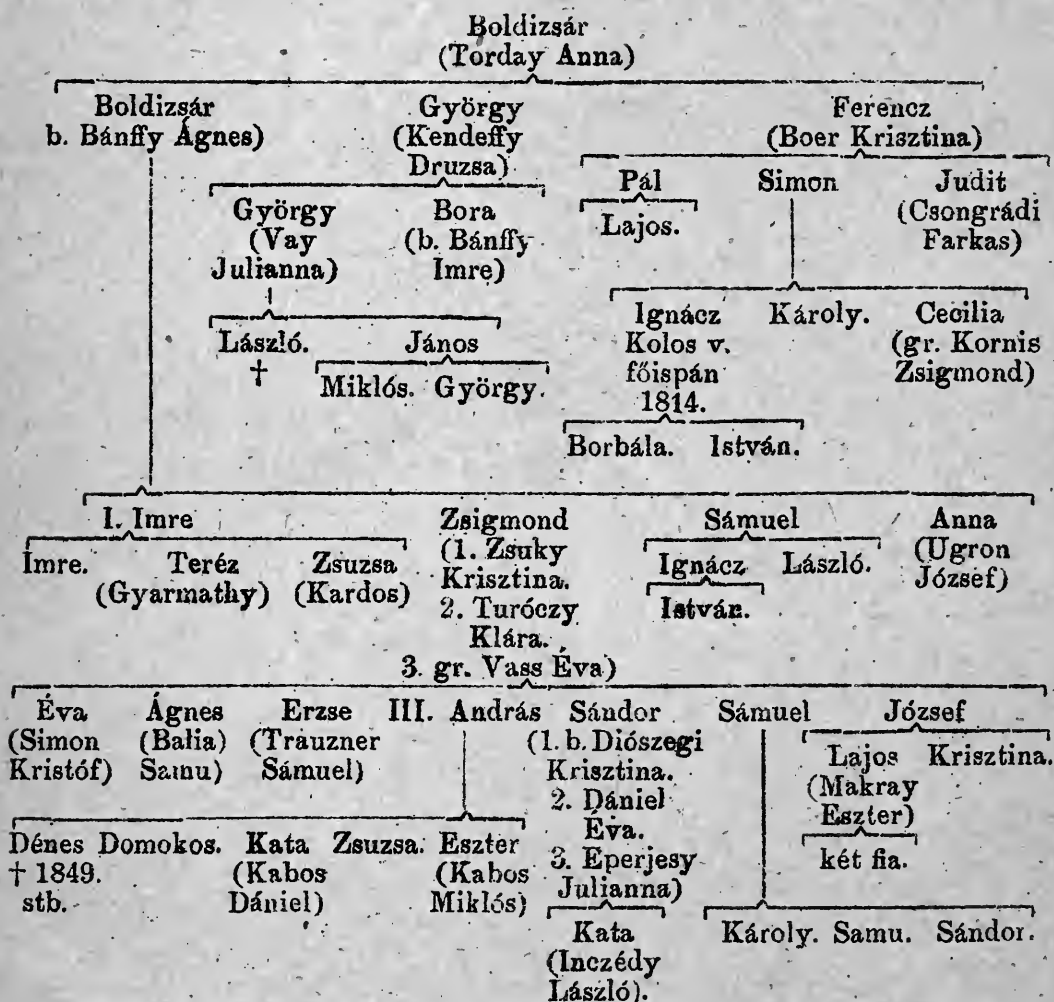 Boldizsár
(Torday Anna)
Boldizsár György Ferencz
b. Bánffy Ágnes) (Kendeffy (Boer Krisztina)
Druzsa) Pál Simon Judit
György Bora Lajos. (Csongrádi
(Vay (b. Bánffy Farkas)
Julianna) Imre)
Ignácz Károly. Cecilia
László. János Kolos v. (gr. Kornis
† Miklós. György. főispán Zsigmond)
1814.
Borbála. István.
I. Imre Zsigmond Sámuel Anna
Imre. Teréz Zsuzsa (1. Zsuky Ignácz László. (Ugron
(Gyarmathy) (Kardos) Krisztina. József)
2. Turóczy István.
Klára.
3. gr. Vass Éva)
Éva Ágnes Erzse III. András Sándor Sámuel József
(Simon (Balia) (Trauzner (1. b. Diószegi Lajos Krisztina.
Kristóf) Samu) Sámuel) Krisztina. (Makray
2. Dániel Eszter)
Dénes Domokos. Kata Zsuzsa. Eszter Éva. két fia.
† 1849. (Kabos (Kabos 3. Eperjesy
stb. Dániel) Miklós) Julianna)
Kata Károly. Samu. Sándor.
(Inczédy
László).